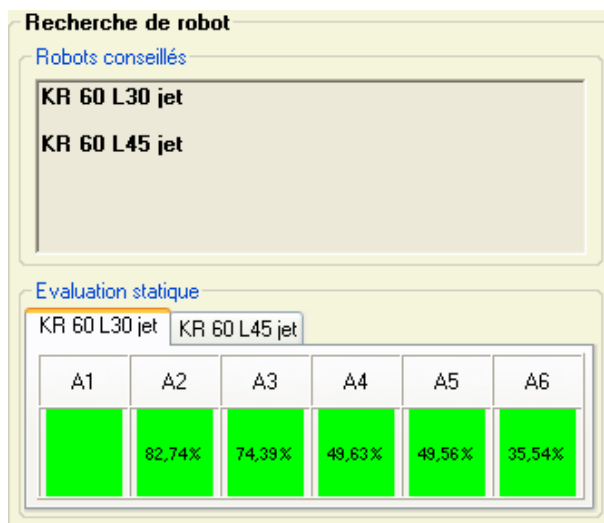 Recherche de robot
Robots conseillés
KR 60 L30 jet
KR 60 L45 jet
Evaluation statique
KR 60 L30 jet KR 60 L45 jet
A1 A2 A3 A4 A5 A6
82,74% 74,39% 49,63% 49,56% 35,54%